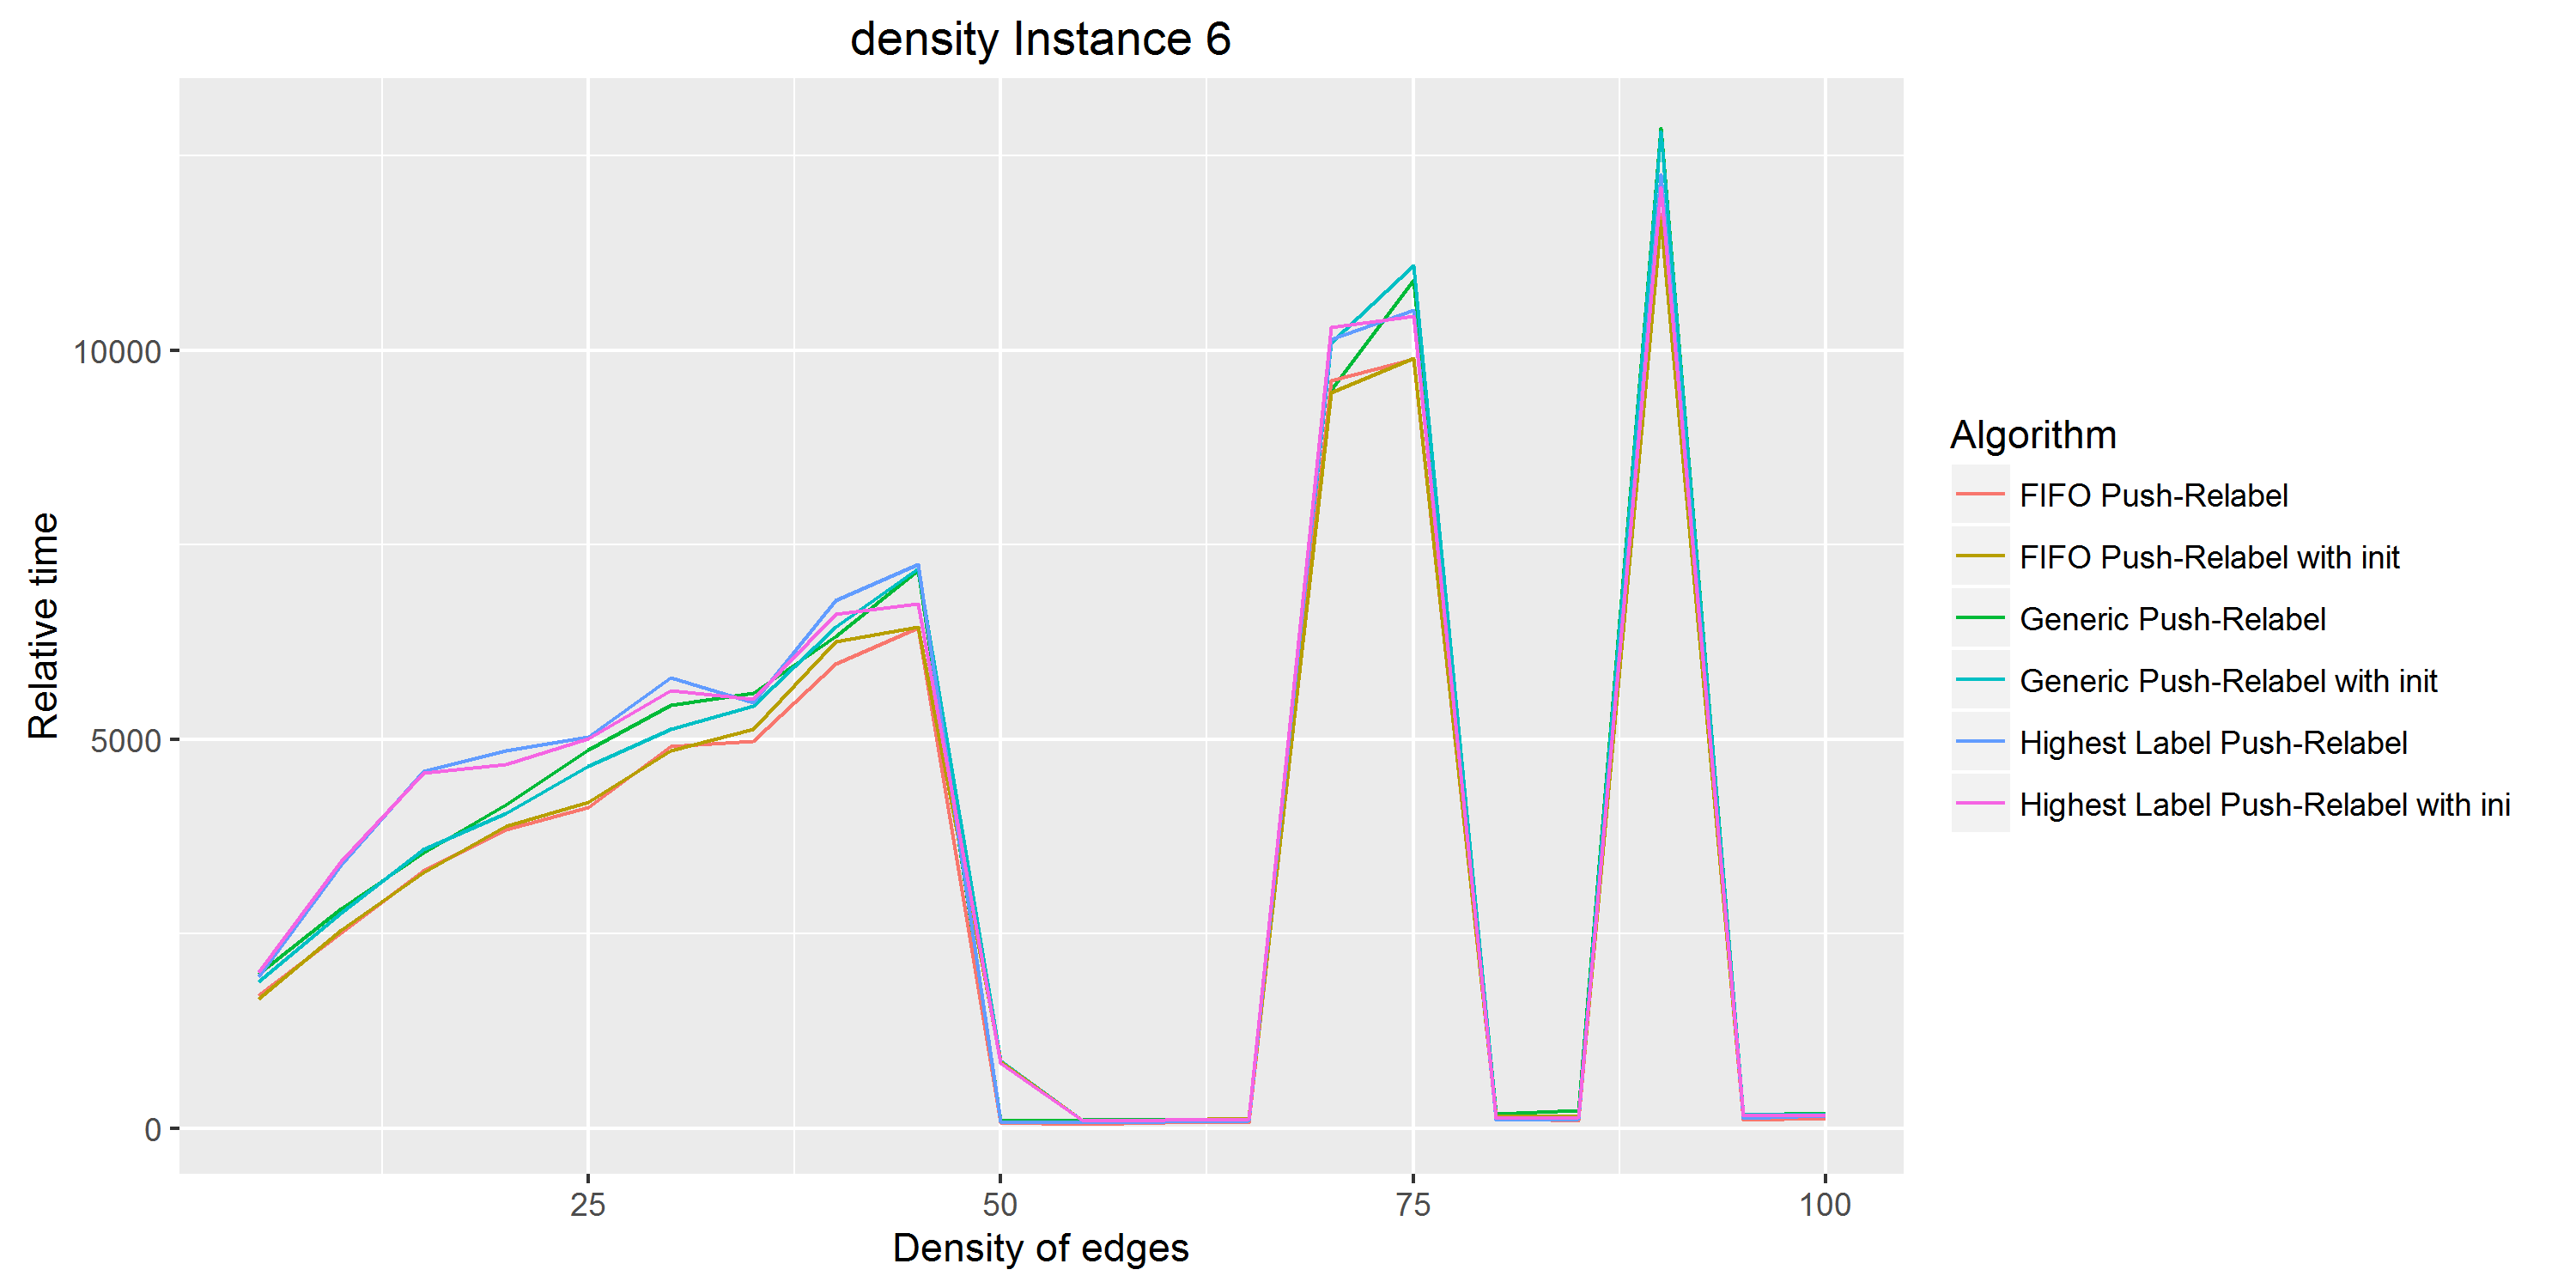 density Instance 6
Relative time
10000
5000
0
25
50
75
100
Density of edges
Algorithm
FIFO Push-Relabel
FIFO Push-Relabel with init
Generic Push-Relabel
Generic Push-Relabel with init
Highest Label Push-Relabel
Highest Label Push-Relabel with ini